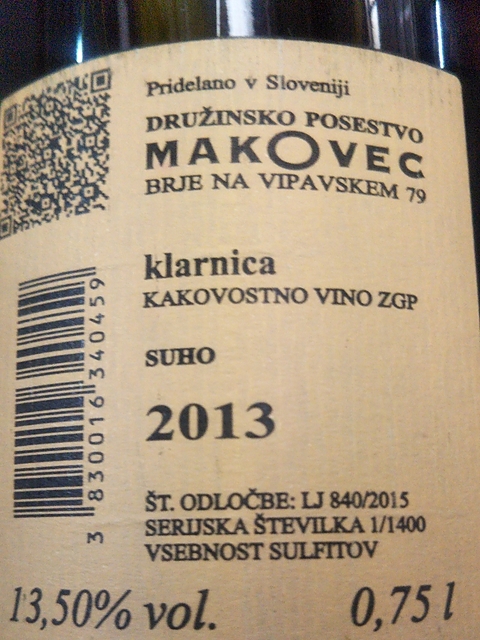 Pridelano v Sloveniji
DRUŽINSKO POSESTVO
MAKOVEC
BRJE NA VIPAVSKEM 79
klarnica
KAKOVOSTNO VINO ZGP
SUHO
2013
3 830016 340459
ŠT. ODLOČBE: LJ 840/2015
SERIJSKA ŠTEVILKA 1/1400
VSEBNOST SULFITOV
13,50% vol. 0,75 l